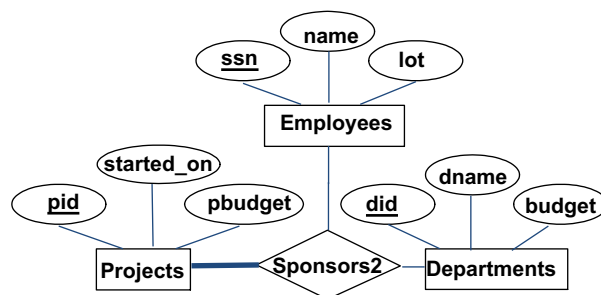 name
ssn lot
Employees
started_on
dname
pid pbudget did budget
Projects Sponsors2 Departments